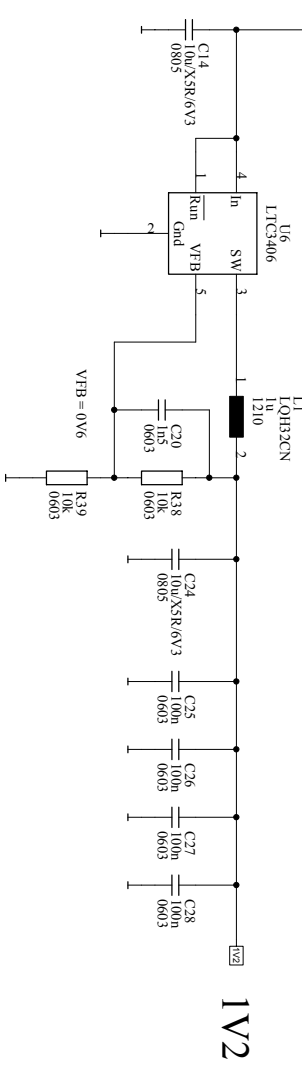 C14
10u/X5R/6V3
0805
U6
LTC3406
4
In
1
Run
2
Gnd
SW
3
VFB
5
L1
LQH32CN
1u
1210
1
2
VFB = 0V6
C20
1n5
0603
R38
10k
0603
R39
10k
0603
C24
10u/X5R/6V3
0805
C25
100n
0603
C26
100n
0603
C27
100n
0603
C28
100n
0603
1V2
1V2